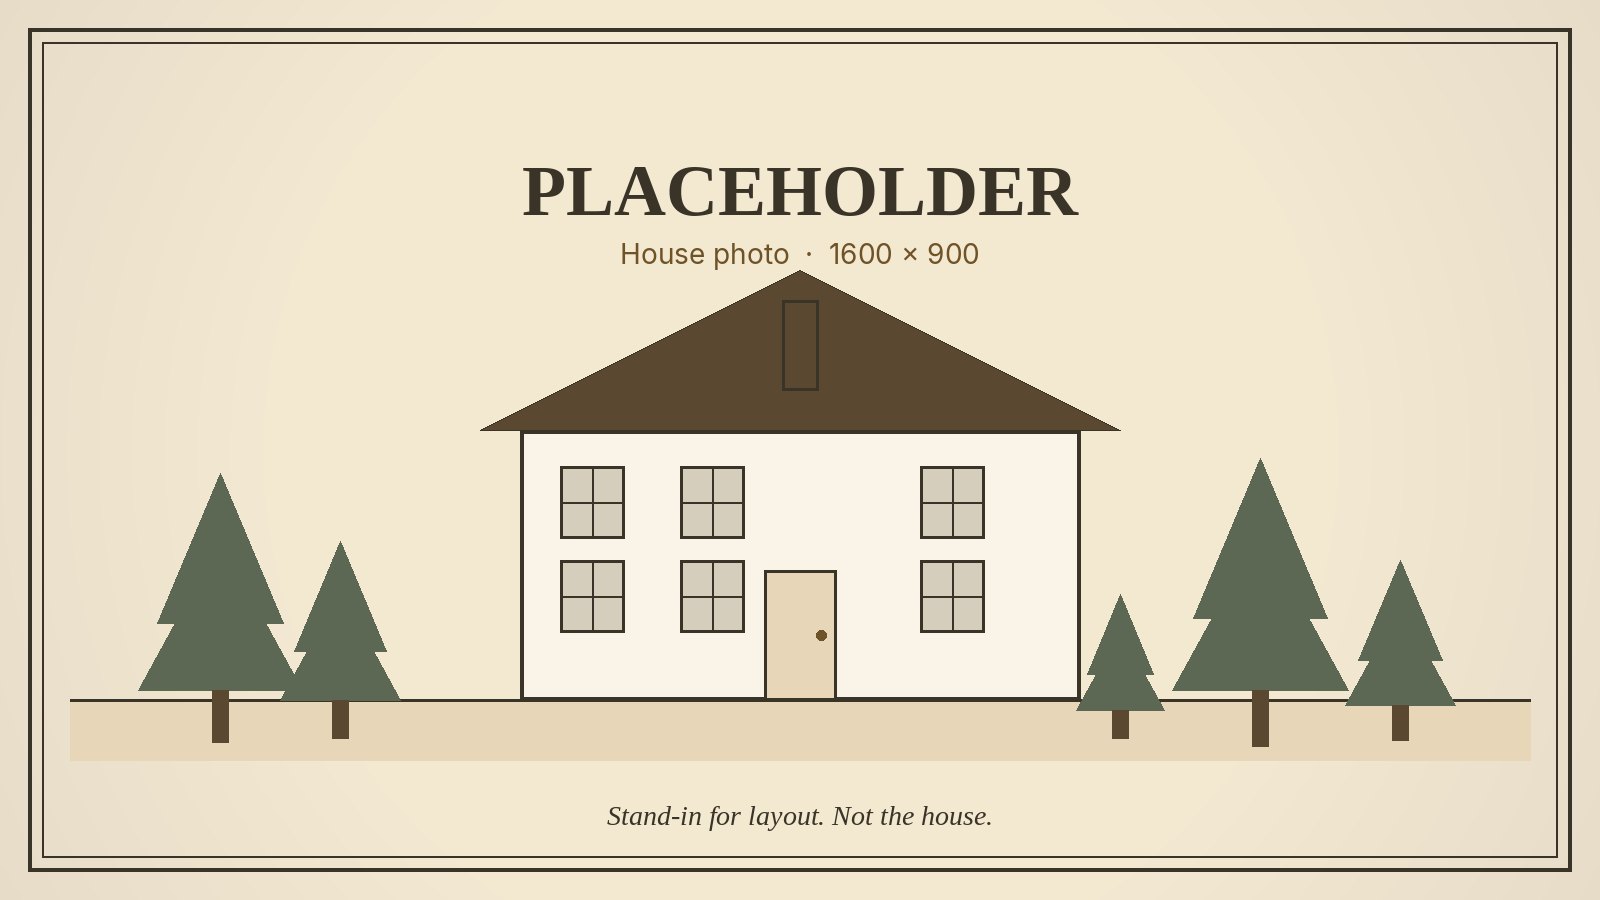 PLACEHOLDER
House photo · 1600 × 900
Stand-in for layout. Not the house.